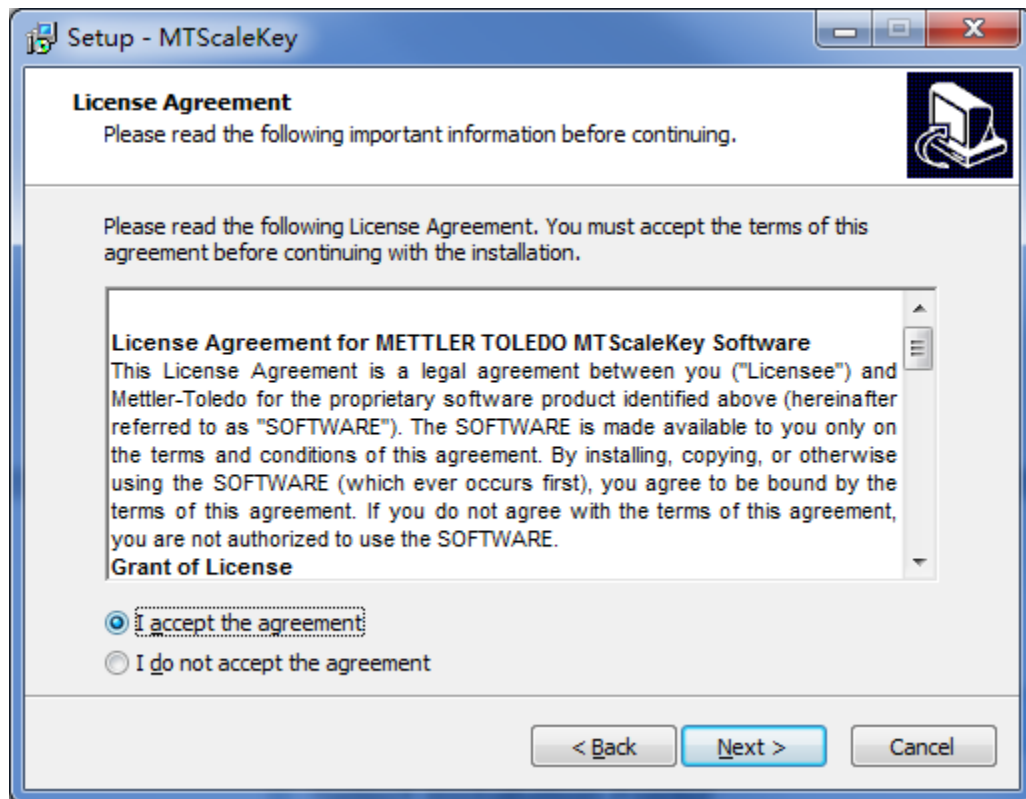 Setup - MTScaleKey
License Agreement
Please read the following important information before continuing.
Please read the following License Agreement. You must accept the terms of this
agreement before continuing with the installation.
License Agreement for METTLER TOLEDO MTScaleKey Software
This License Agreement is a legal agreement between you ("Licensee") and
Mettler-Toledo for the proprietary software product identified above (hereinafter
referred to as "SOFTWARE"). The SOFTWARE is made available to you only on
the terms and conditions of this agreement. By installing, copying, or otherwise
using the SOFTWARE (which ever occurs first), you agree to be bound by the
terms of this agreement. If you do not agree with the terms of this agreement,
you are not authorized to use the SOFTWARE.
Grant of License
I accept the agreement
I do not accept the agreement
< Back Next > Cancel